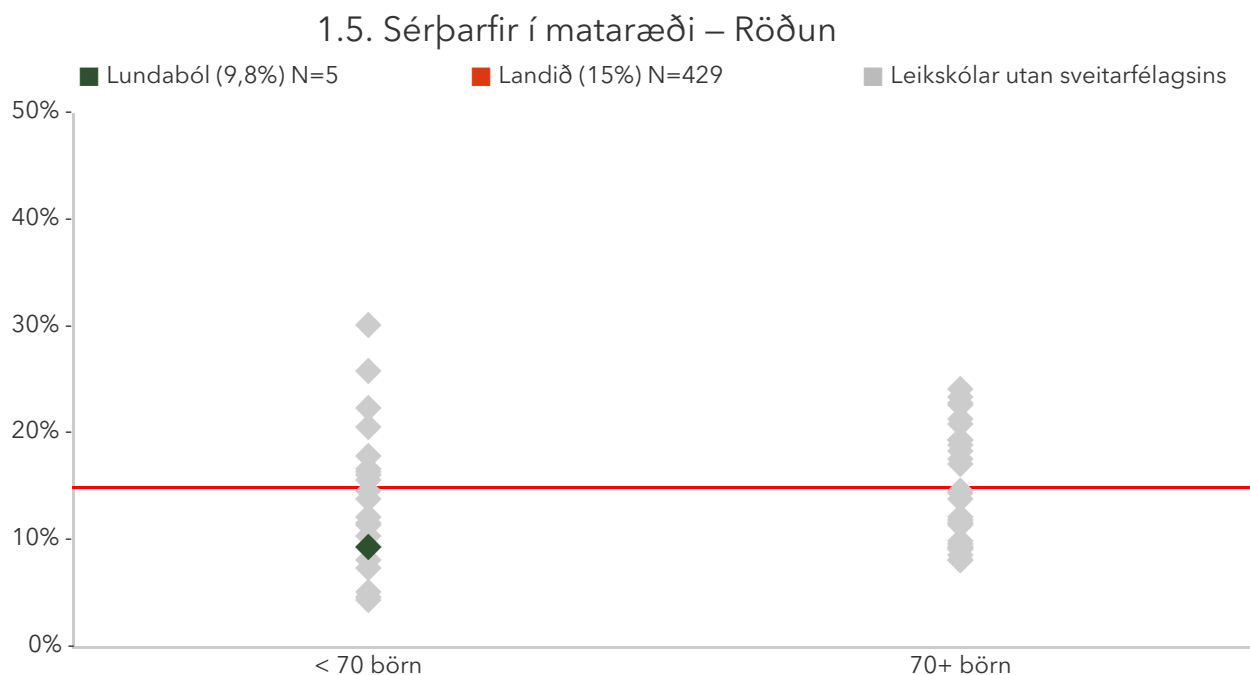 1.5. Sérþarfir í mataræði – Röðun
Lundaból (9,8%) N=5 Landið (15%) N=429 Leikskólar utan sveitarfélagsins
50%
40%
30%
20%
10%
0%
< 70 börn 70+ börn